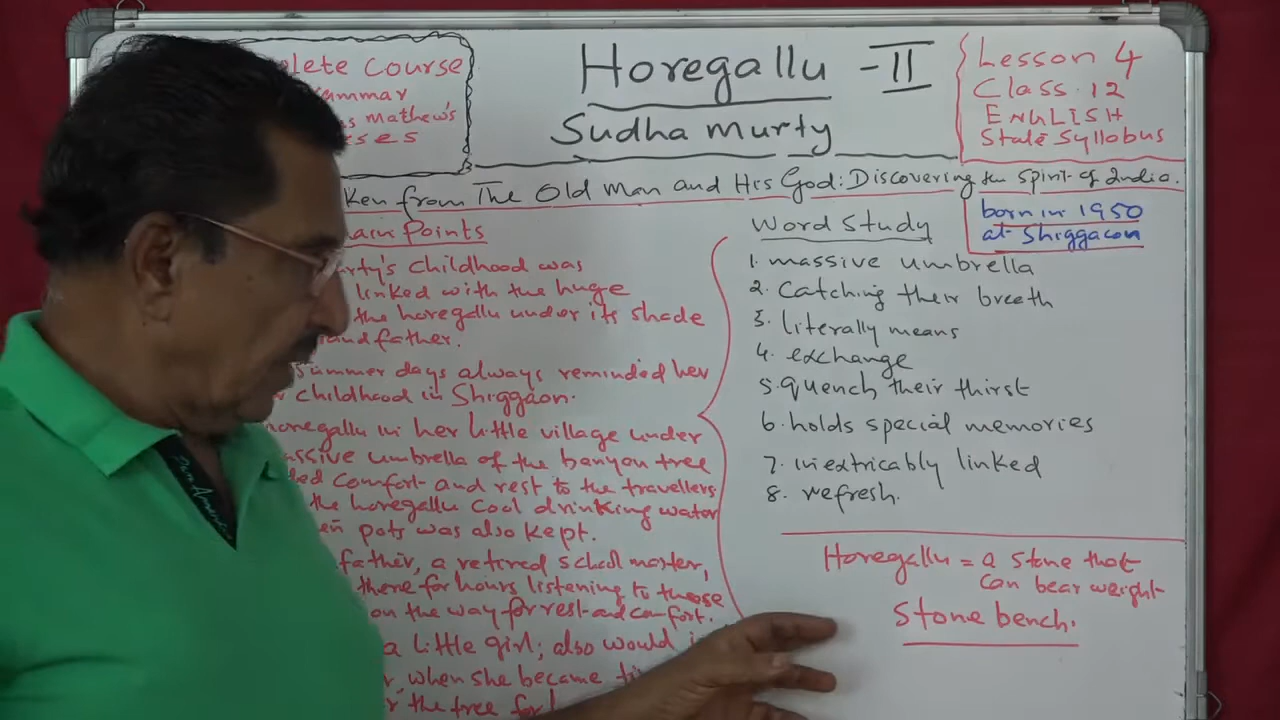 lete Course
ammar
s Mathew's
ses
Horegallu - II
Sudha Murty
Lesson 4
Class 12
ENGLISH
State Syllabus
ken from The Old Man and His God: Discovering the Spirit of India.
born in 1950
at Shiggaon
Main Points
rty's childhood was
linked with the huge
the horegallu under its shade
andfather.
summer days always reminded her
childhood in Shiggaon.
horegallu in her little village under
assive umbrella of the banyan tree
ded comfort and rest to the travellers
the horegallu cool drinking water
en pots was also kept.
father, a retired school master,
there for hours listening to those
on the way for rest and comfort.
a little girl; also would
when she became
the tree for
Word Study
1. massive umbrella
2. Catching their breath
3. literally means
4. exchange
5. quench their thirst
6. holds special memories
7. inextricably linked
8. refresh.
Horegallu = a stone that
can bear weight
Stone bench.